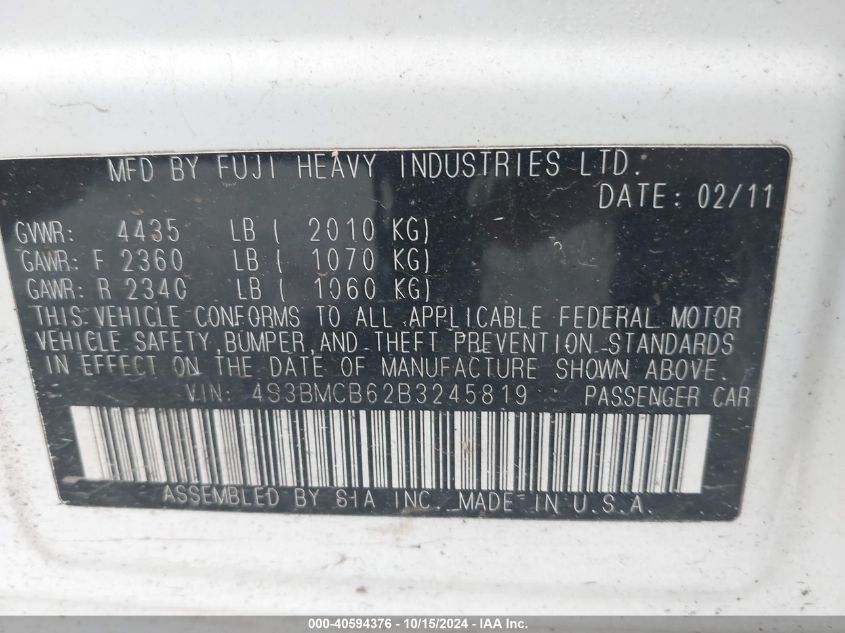 MFD BY FUJI HEAVY INDUSTRIES LTD.
DATE: 02/11
GVWR: 4435 LB ( 2010 KG)
GAWR: F 2360 LB ( 1070 KG)
GAWR: R 2340 LB ( 1060 KG)
THIS VEHICLE CONFORMS TO ALL APPLICABLE FEDERAL MOTOR
VEHICLE SAFETY, BUMPER, AND THEFT PREVENTION STANDARDS
IN EFFECT ON THE DATE OF MANUFACTURE SHOWN ABOVE.
VIN: 4S3BMCB62B3245819 PASSENGER CAR
ASSEMBLED BY SIA INC. MADE IN U.S.A.
000-40594376 - 10/15/2024 - IAA Inc.